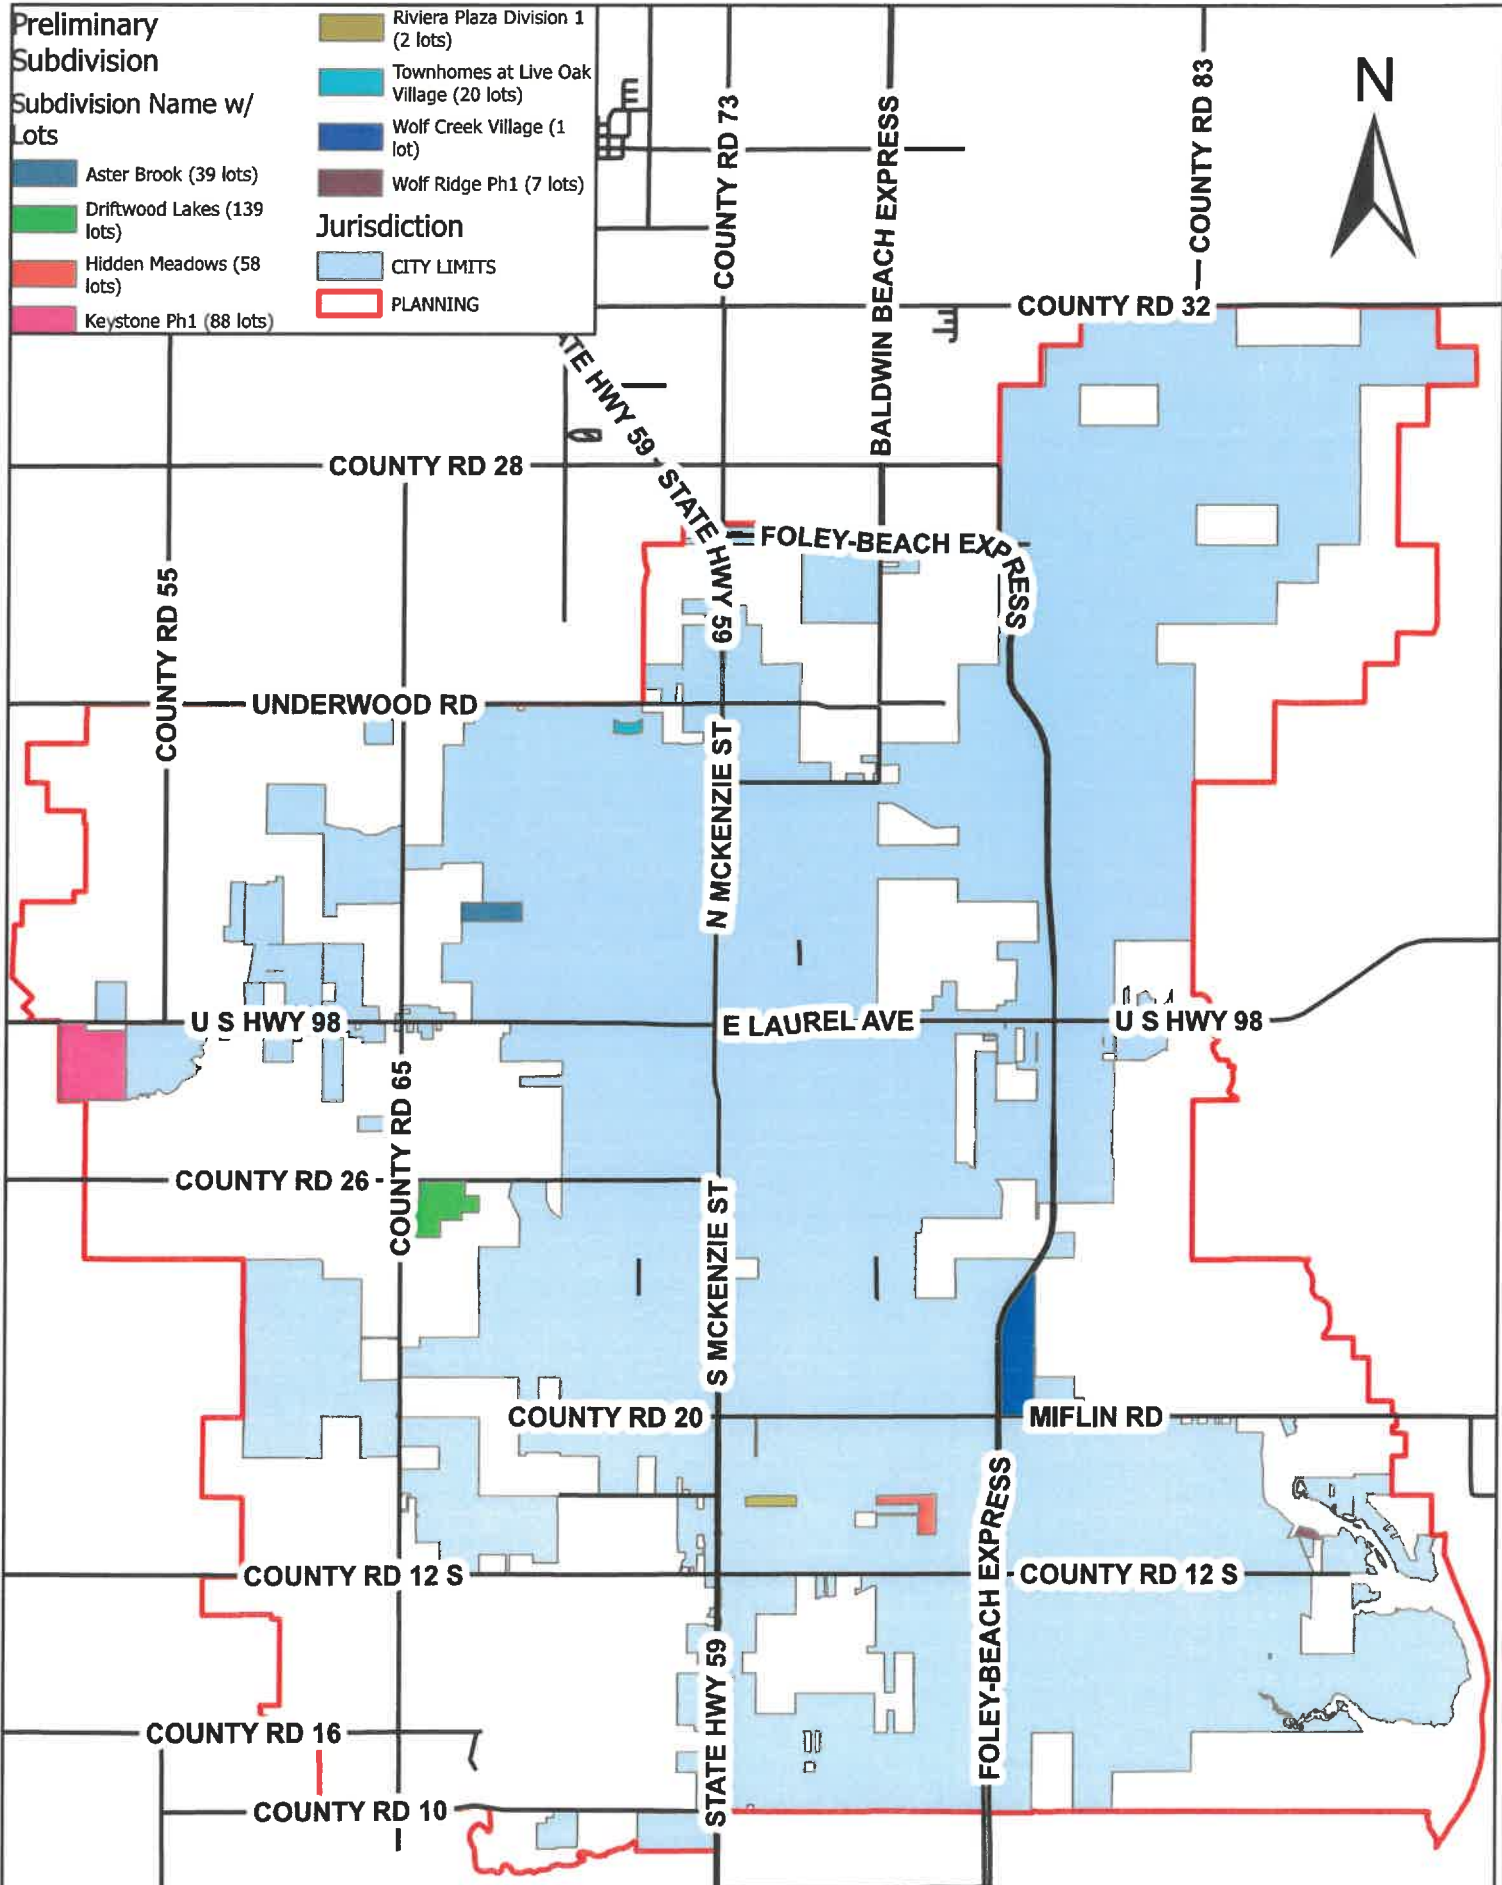 Preliminary
Subdivision
Subdivision Name w/
Lots
Aster Brook (39 lots)
Driftwood Lakes (139
lots)
Hidden Meadows (58
lots)
Keystone Ph1 (88 lots)
Riviera Plaza Division 1
(2 lots)
Townhomes at Live Oak
Village (20 lots)
Wolf Creek Village (1
lot)
Wolf Ridge Ph1 (7 lots)
Jurisdiction
CITY LIMITS
PLANNING
N
COUNTY RD 73
BALDWIN BEACH EXPRESS
COUNTY RD 83
COUNTY RD 32
ATE HWY 59
STATE HWY 59
COUNTY RD 28
FOLEY-BEACH EXPRESS
COUNTY RD 55
UNDERWOOD RD
N MCKENZIE ST
U S HWY 98
E LAUREL AVE
U S HWY 98
COUNTY RD 65
COUNTY RD 26
S MCKENZIE ST
COUNTY RD 20
MIFLIN RD
FOLEY-BEACH EXPRESS
COUNTY RD 12 S
COUNTY RD 12 S
STATE HWY 59
COUNTY RD 16
COUNTY RD 10